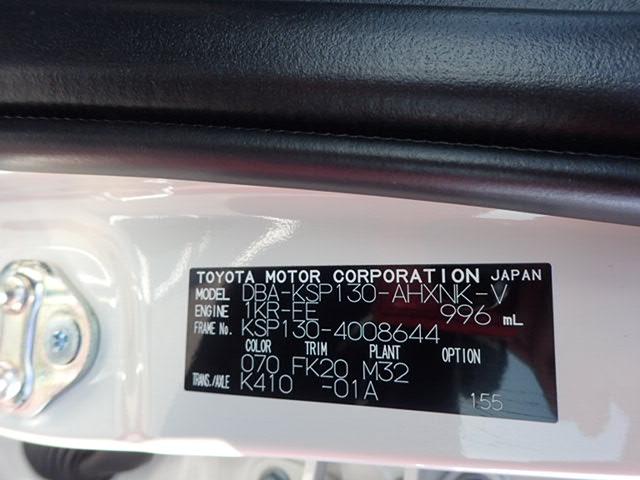 TOYOTA MOTOR CORPORATION JAPAN
MODEL DBA-KSP130-AHXNK-V
ENGINE 1KR-FE 996 mL
FRAME No. KSP130-4008644
COLOR TRIM PLANT OPTION
070 FK20 M32
TRANS./AXLE K410 -01A
155